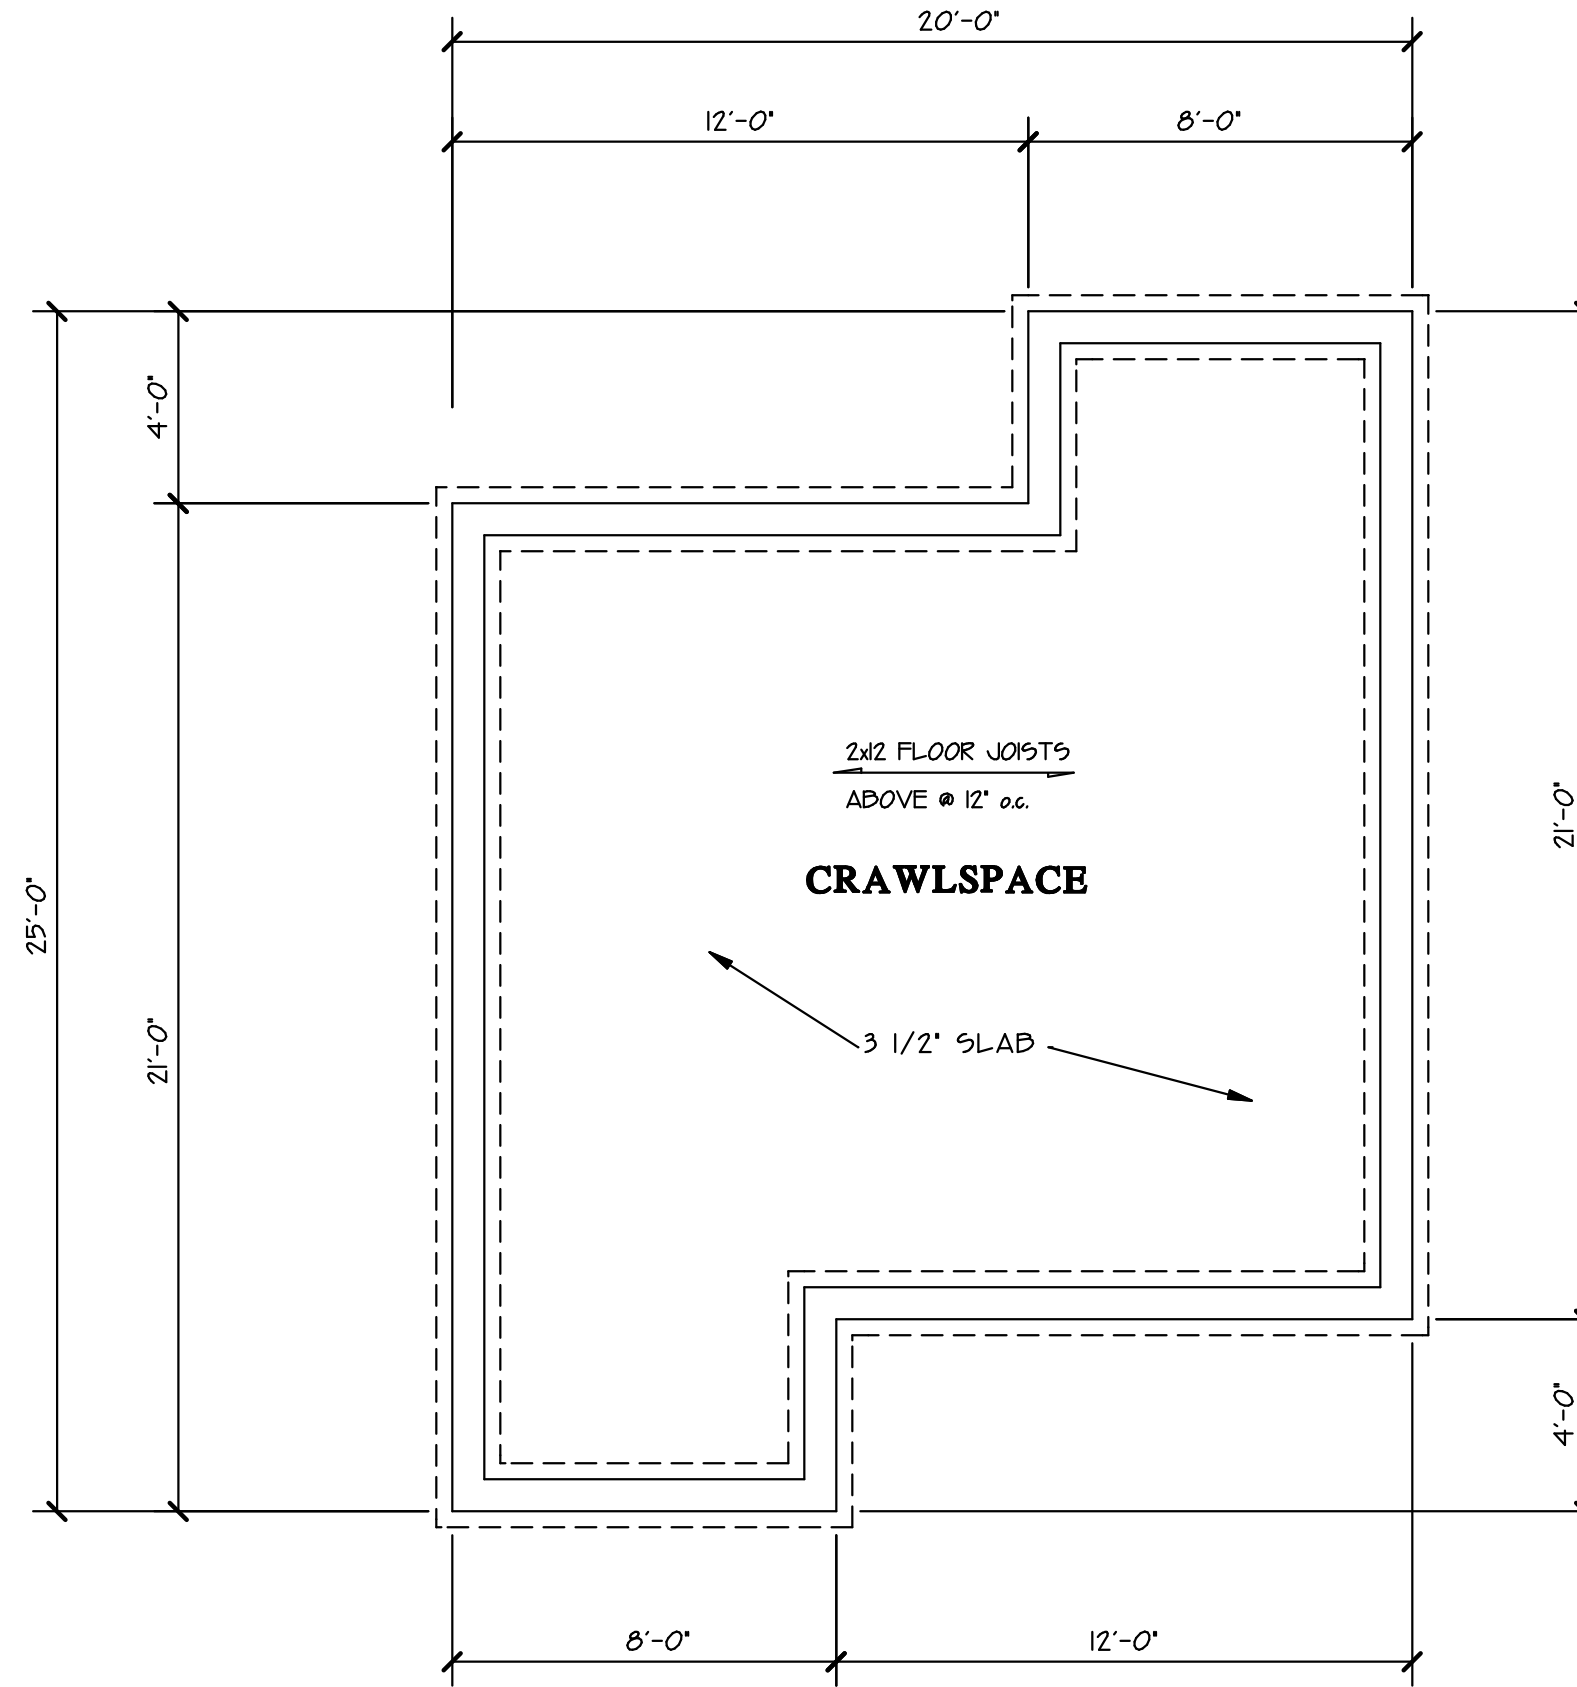 20'-0"
12'-0"
8'-0"
4'-0"
2x12 FLOOR JOISTS
ABOVE @ 12" o.c.
21'-0"
CRAWLSPACE
25'-0"
21'-0"
3 1/2" SLAB
4'-0"
8'-0"
12'-0"